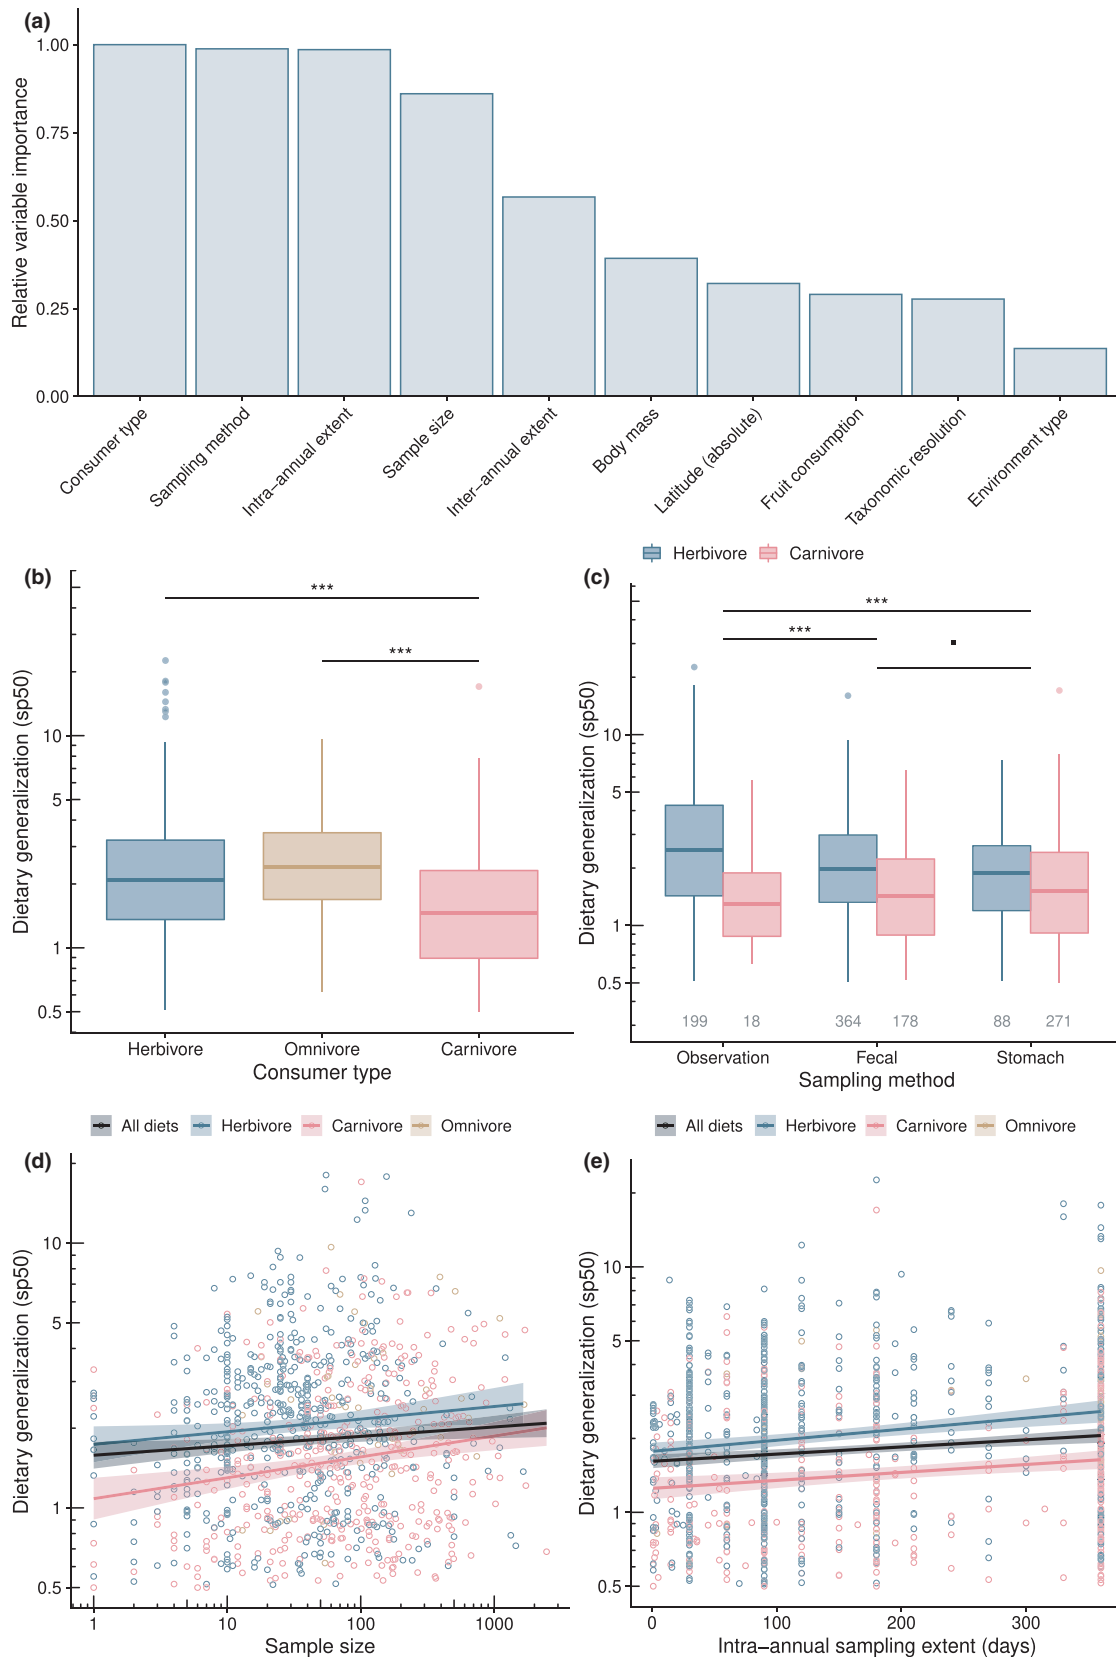 (a)
Relative variable importance
1.00
0.75
0.50
0.25
0.00
Consumer type
Sampling method
Intra−annual extent
Sample size
Inter−annual extent
Body mass
Latitude (absolute)
Fruit consumption
Taxonomic resolution
Environment type
(b)
Dietary generalization (sp50)
10
5
1
0.5
***
***
Herbivore
Omnivore
Carnivore
Consumer type
Herbivore Carnivore
(c)
Dietary generalization (sp50)
10
5
1
0.5
***
***
199 18 364 178 88 271
Observation
Fecal
Stomach
Sampling method
All diets Herbivore Carnivore Omnivore
(d)
Dietary generalization (sp50)
10
5
1
0.5
1 10 100 1000
Sample size
All diets Herbivore Carnivore Omnivore
(e)
Dietary generalization (sp50)
10
5
1
0.5
0 100 200 300
Intra−annual sampling extent (days)